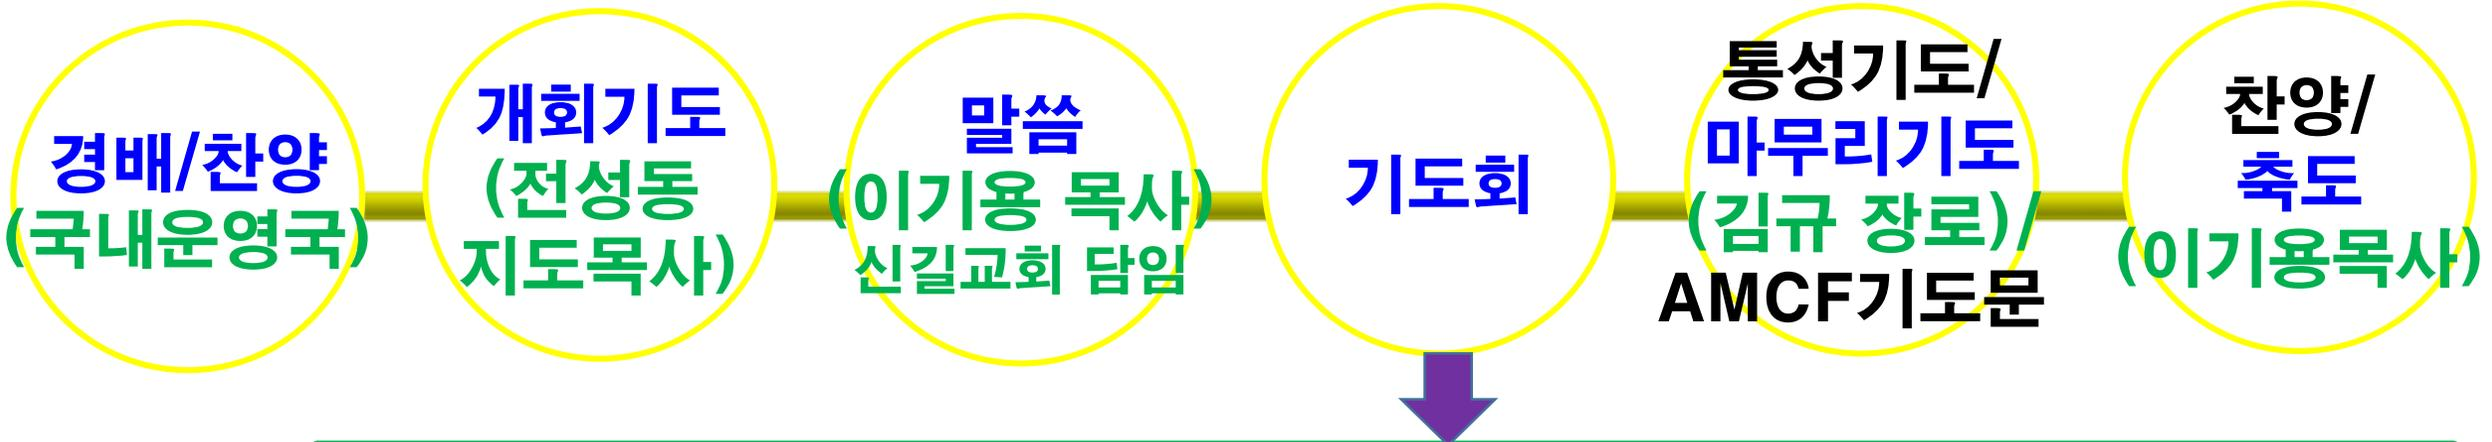 경배/찬양
(국내운영국)
개회기도
(전성동
지도목사)
말씀
(이기용 목사)
신길교회 담임
기도회
통성기도/
마무리기도
(김규 장로)/
AMCF기도문
찬양/
축도
(이기용목사)